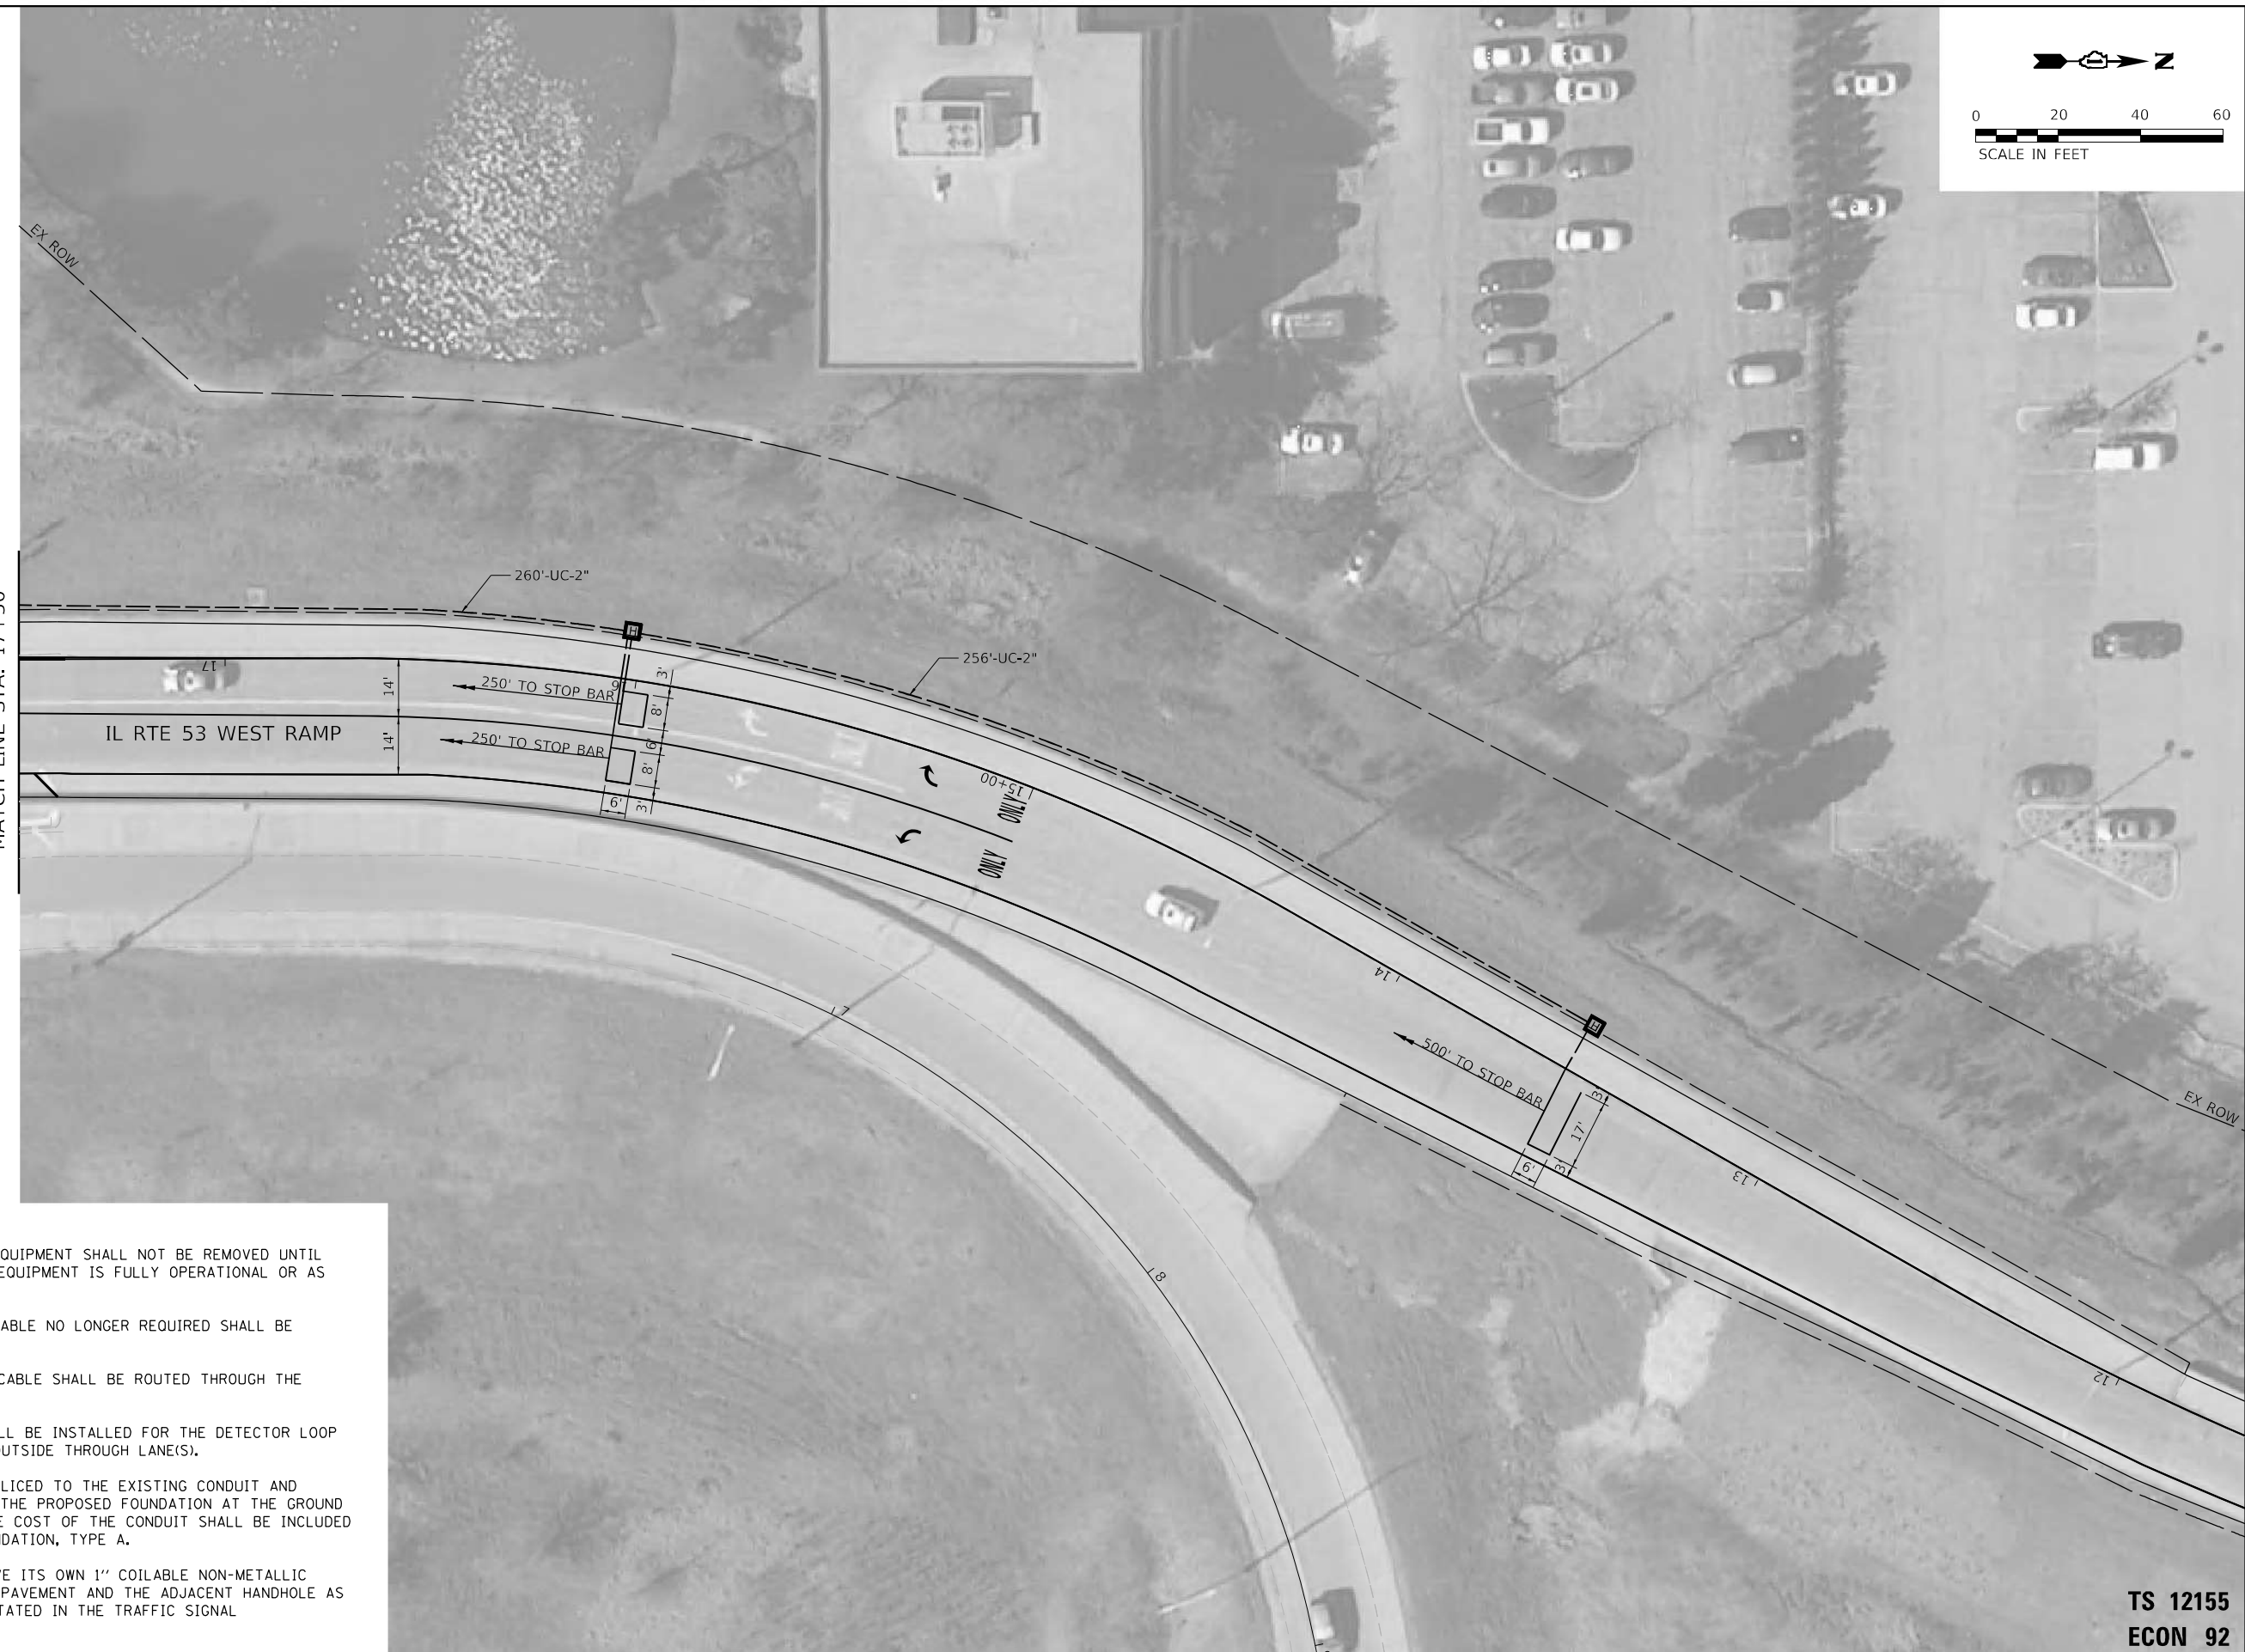 N
0 20 40 60
SCALE IN FEET
EX ROW
260'-UC-2"
H
256'-UC-2"
17
14'
250' TO STOP BAR
3'
8'
IL RTE 53 WEST RAMP
14'
250' TO STOP BAR
6'
8'
6'
3'
15+00
ONLY
ONLY
14
H
500' TO STOP BAR
3'
17'
6'
3'
13
12
EX ROW
7
8
QUIPMENT SHALL NOT BE REMOVED UNTIL
EQUIPMENT IS FULLY OPERATIONAL OR AS
ABLE NO LONGER REQUIRED SHALL BE
CABLE SHALL BE ROUTED THROUGH THE
LL BE INSTALLED FOR THE DETECTOR LOOP
OUTSIDE THROUGH LANE(S).
LICED TO THE EXISTING CONDUIT AND
THE PROPOSED FOUNDATION AT THE GROUND
E COST OF THE CONDUIT SHALL BE INCLUDED
NDATION, TYPE A.
VE ITS OWN 1'' COILABLE NON-METALLIC
PAVEMENT AND THE ADJACENT HANDHOLE AS
TATED IN THE TRAFFIC SIGNAL
TS 12155
ECON 92